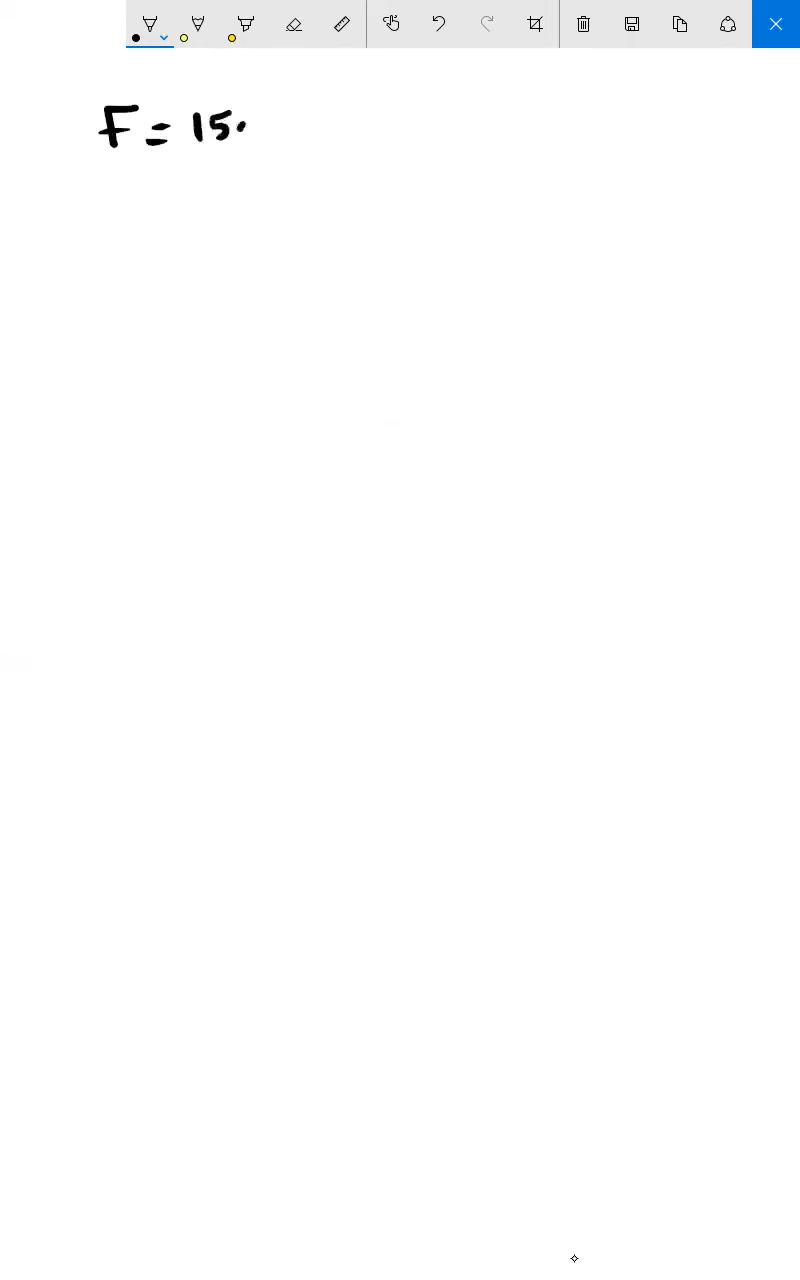 F = 15.